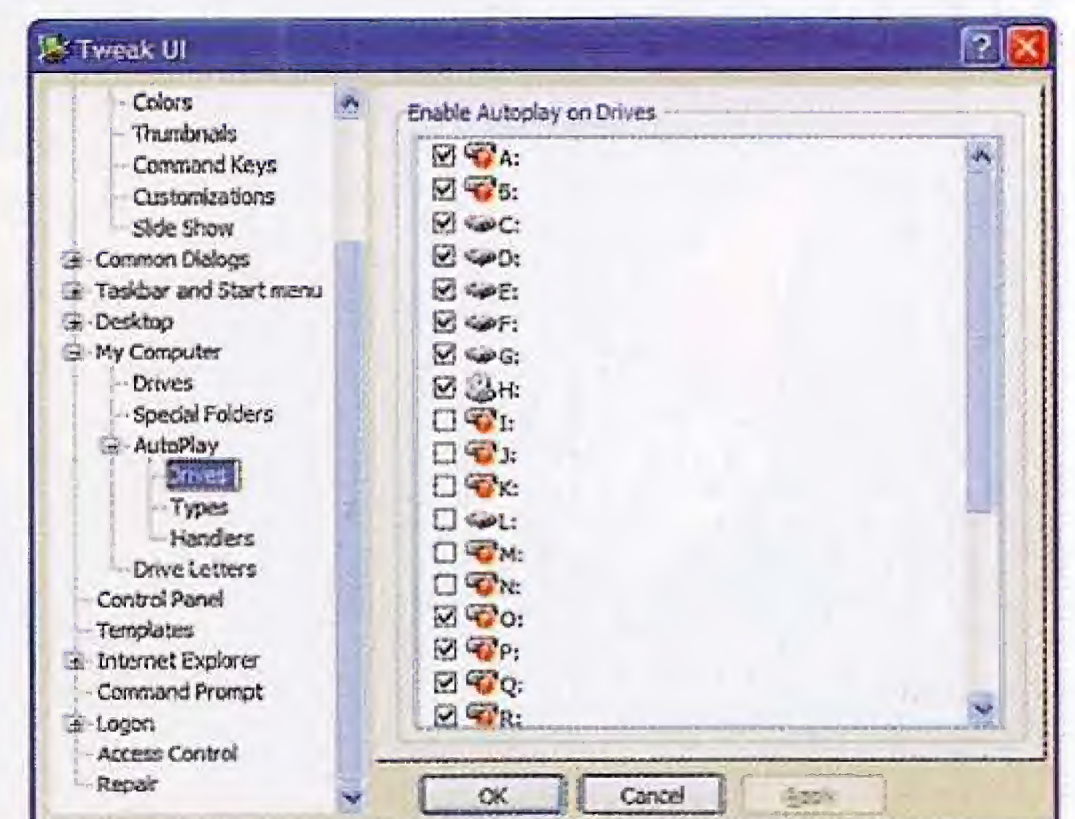 Tweak UI
Colors
Thumbnails
Command Keys
Customizations
Slide Show
Common Dialogs
Taskbar and Start menu
Desktop
My Computer
Drives
Special Folders
AutoPlay
Drives
Types
Handlers
Drive Letters
Control Panel
Templates
Internet Explorer
Command Prompt
Logon
Access Control
Repair
Enable Autoplay on Drives
A:
B:
C:
D:
E:
F:
G:
H:
I:
J:
K:
L:
M:
N:
O:
P:
Q:
R:
OK
Cancel
Apply